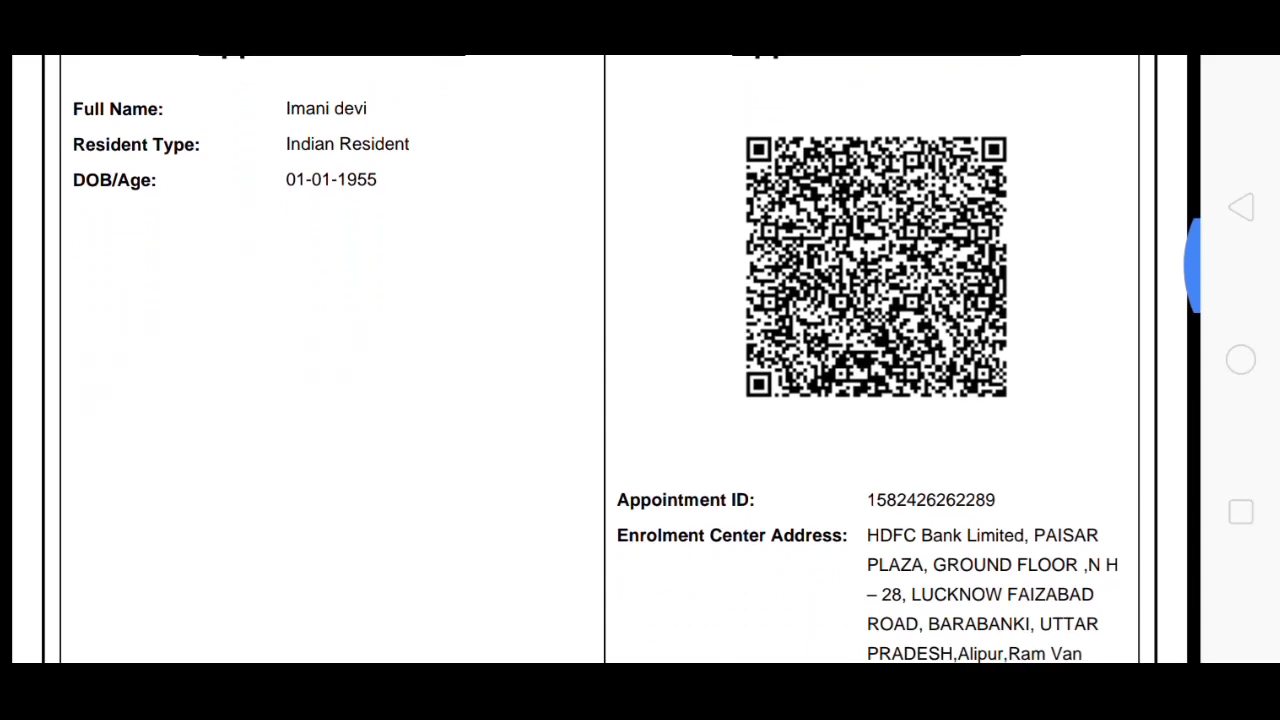 Full Name: Imani devi
Resident Type: Indian Resident
DOB/Age: 01-01-1955
Appointment ID: 1582426262289
Enrolment Center Address: HDFC Bank Limited, PAISAR
PLAZA, GROUND FLOOR ,N H
– 28, LUCKNOW FAIZABAD
ROAD, BARABANKI, UTTAR
PRADESH,Alipur,Ram Van